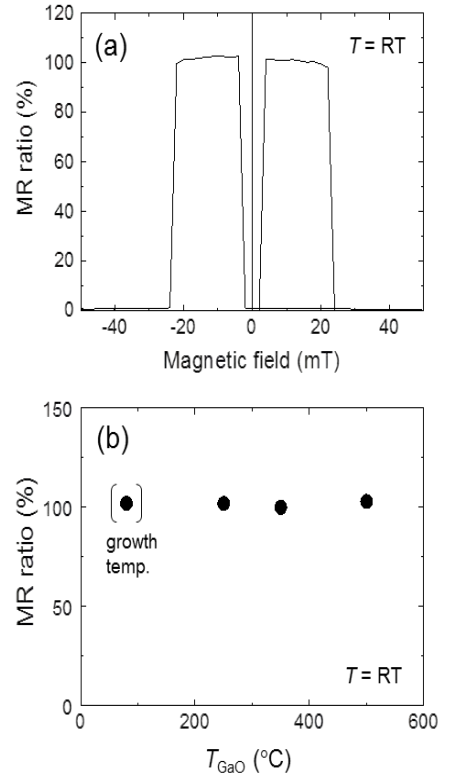 120
(a)
T = RT
100
80
60
40
20
0
MR ratio (%)
-40 -20 0 20 40
Magnetic field (mT)
150
(b)
100
growth
temp.
50
T = RT
0
MR ratio (%)
0 200 400 600
TGaO (°C)